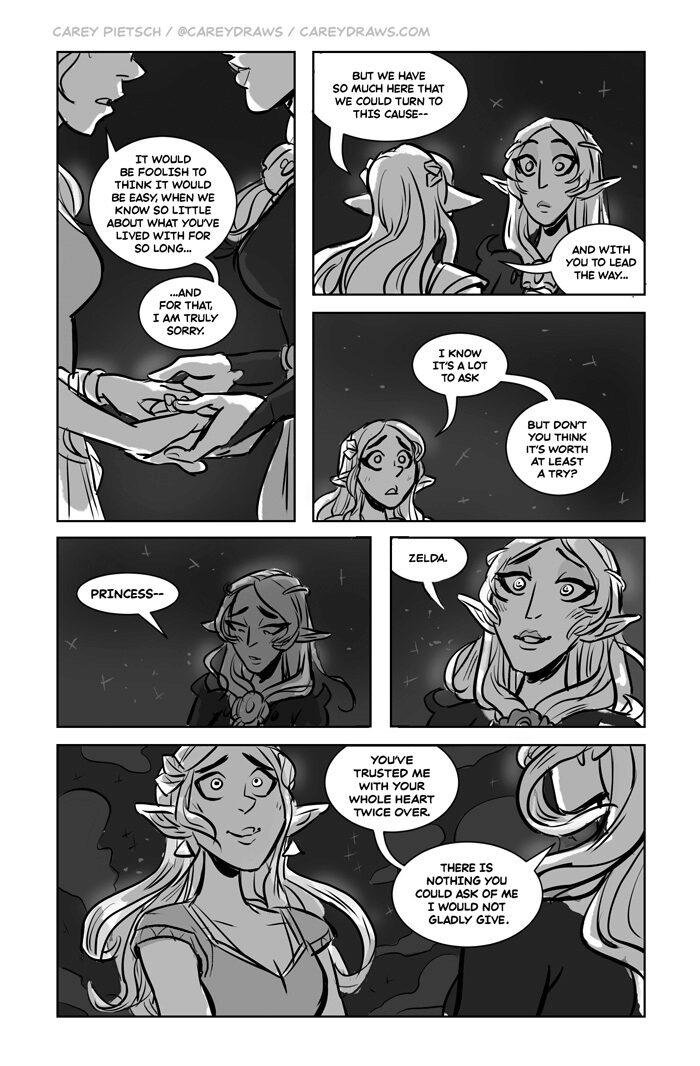 CAREY PIETSCH / @CAREYDRAWS / CAREYDRAWS.COM
IT WOULD
BE FOOLISH TO
THINK IT WOULD
BE EASY, WHEN WE
KNOW SO LITTLE
ABOUT WHAT YOU'VE
LIVED WITH FOR
SO LONG...
...AND
FOR THAT,
I AM TRULY
SORRY.
BUT WE HAVE
SO MUCH HERE THAT
WE COULD TURN TO
THIS CAUSE--
AND WITH
YOU TO LEAD
THE WAY...
I KNOW
IT'S A LOT
TO ASK
BUT DON'T
YOU THINK
IT'S WORTH
AT LEAST
A TRY?
PRINCESS--
ZELDA.
YOU'VE
TRUSTED ME
WITH YOUR
WHOLE HEART
TWICE OVER.
THERE IS
NOTHING YOU
COULD ASK OF ME
I WOULD NOT
GLADLY GIVE.